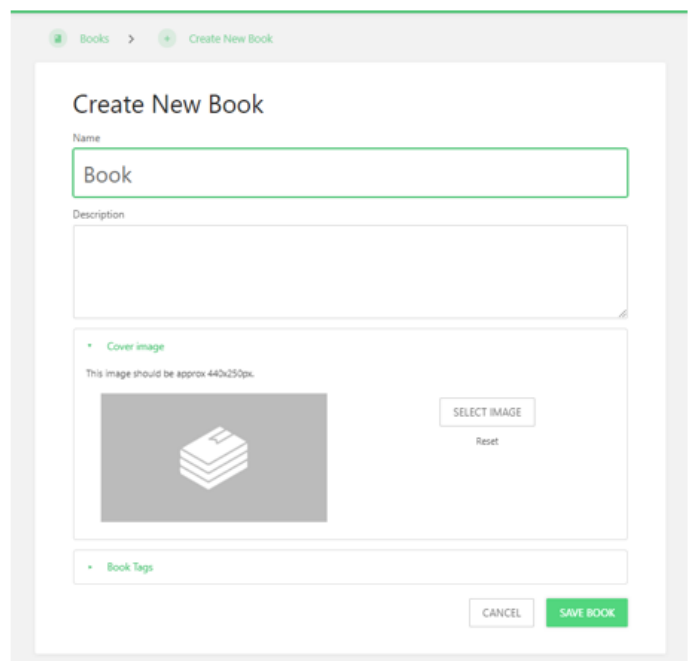 Books > Create New Book
Create New Book
Name
Book
Description
Cover image
This image should be approx 440x250px.
SELECT IMAGE
Reset
Book Tags
CANCEL SAVE BOOK